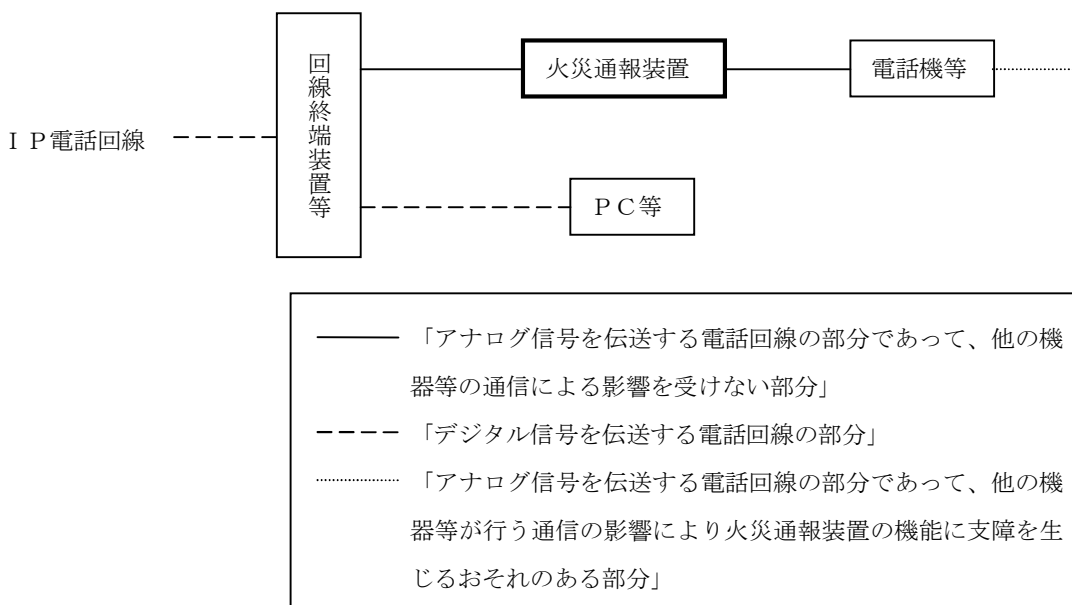 火災通報装置
電話機等
回線終端装置等
ＩＰ電話回線
ＰＣ等
「アナログ信号を伝送する電話回線の部分であって、他の機
器等の通信による影響を受けない部分」
「デジタル信号を伝送する電話回線の部分」
「アナログ信号を伝送する電話回線の部分であって、他の機
器等が行う通信の影響により火災通報装置の機能に支障を生
じるおそれのある部分」